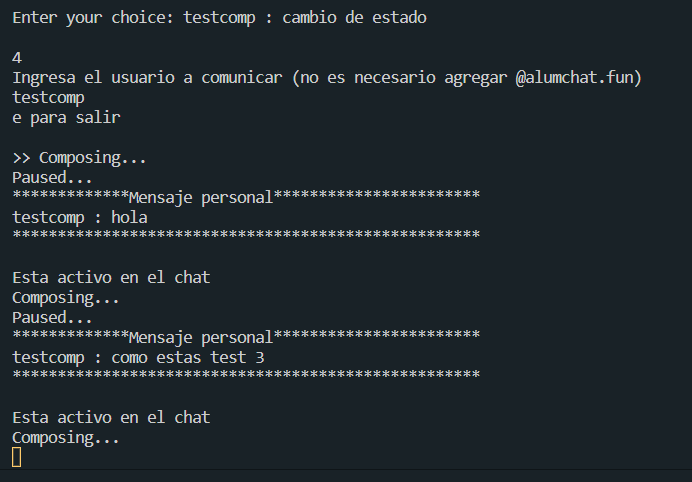 Enter your choice: testcomp : cambio de estado
4
Ingresa el usuario a comunicar (no es necesario agregar @alumchat.fun)
testcomp
e para salir
>> Composing...
Paused...
*************Mensaje personal***********************
testcomp : hola
****************************************************
Esta activo en el chat
Composing...
Paused...
*************Mensaje personal***********************
testcomp : como estas test 3
****************************************************
Esta activo en el chat
Composing...